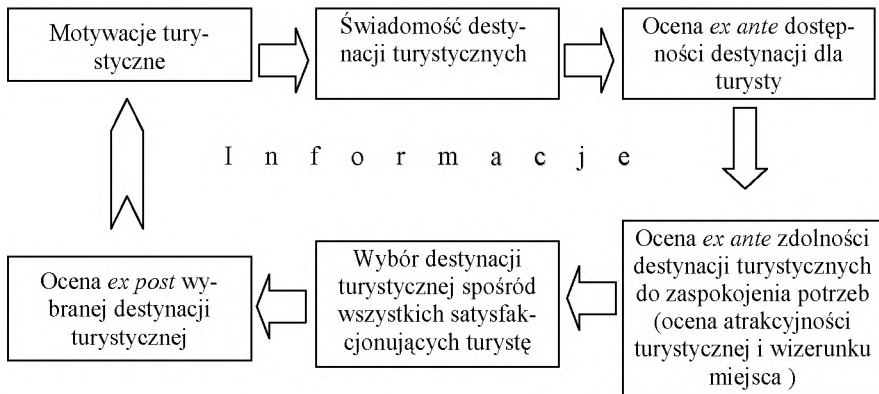 Motywacje tury-
styczne
Świadomość desty-
nacji turystycznych
Ocena ex ante dostęp-
ności destynacji dla
turysty
I n f o r m a c j e
Ocena ex ante zdolności
destynacji turystycznych
do zaspokojenia potrzeb
(ocena atrakcyjności
turystycznej i wizerunku
miejsca )
Wybór destynacji
turystycznej spośród
wszystkich satysfak-
cjonujących turystę
Ocena ex post wy-
branej destynacji
turystycznej